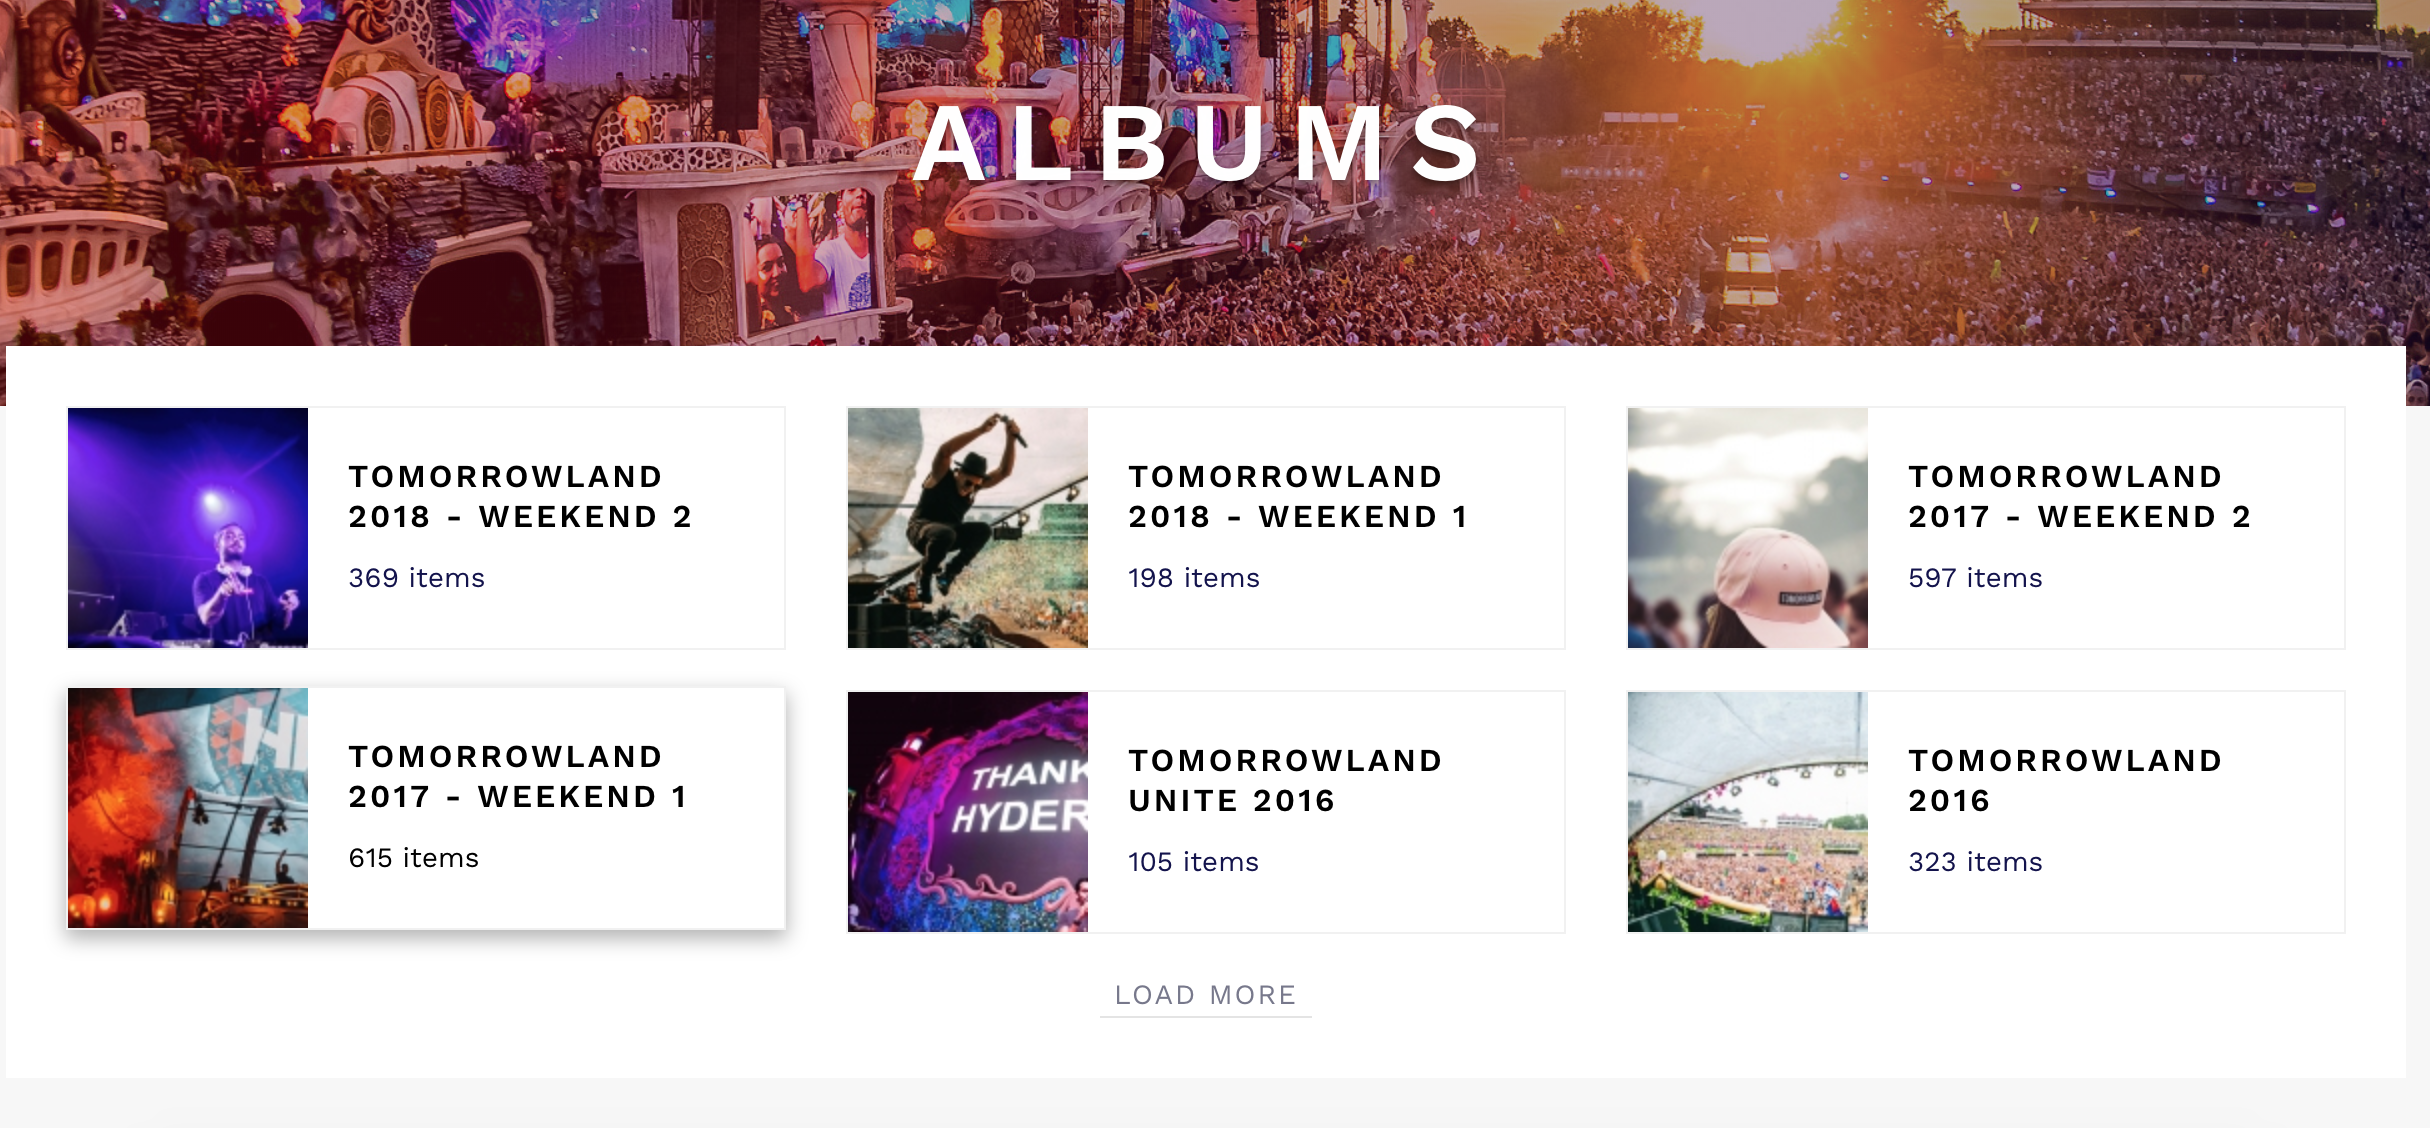 ALBUMS
TOMORROWLAND
2018 - WEEKEND 2
369 items
TOMORROWLAND
2018 - WEEKEND 1
198 items
TOMORROWLAND
2017 - WEEKEND 2
597 items
TOMORROWLAND
2017 - WEEKEND 1
615 items
THANK
HYDER
TOMORROWLAND
UNITE 2016
105 items
TOMORROWLAND
2016
323 items
LOAD MORE